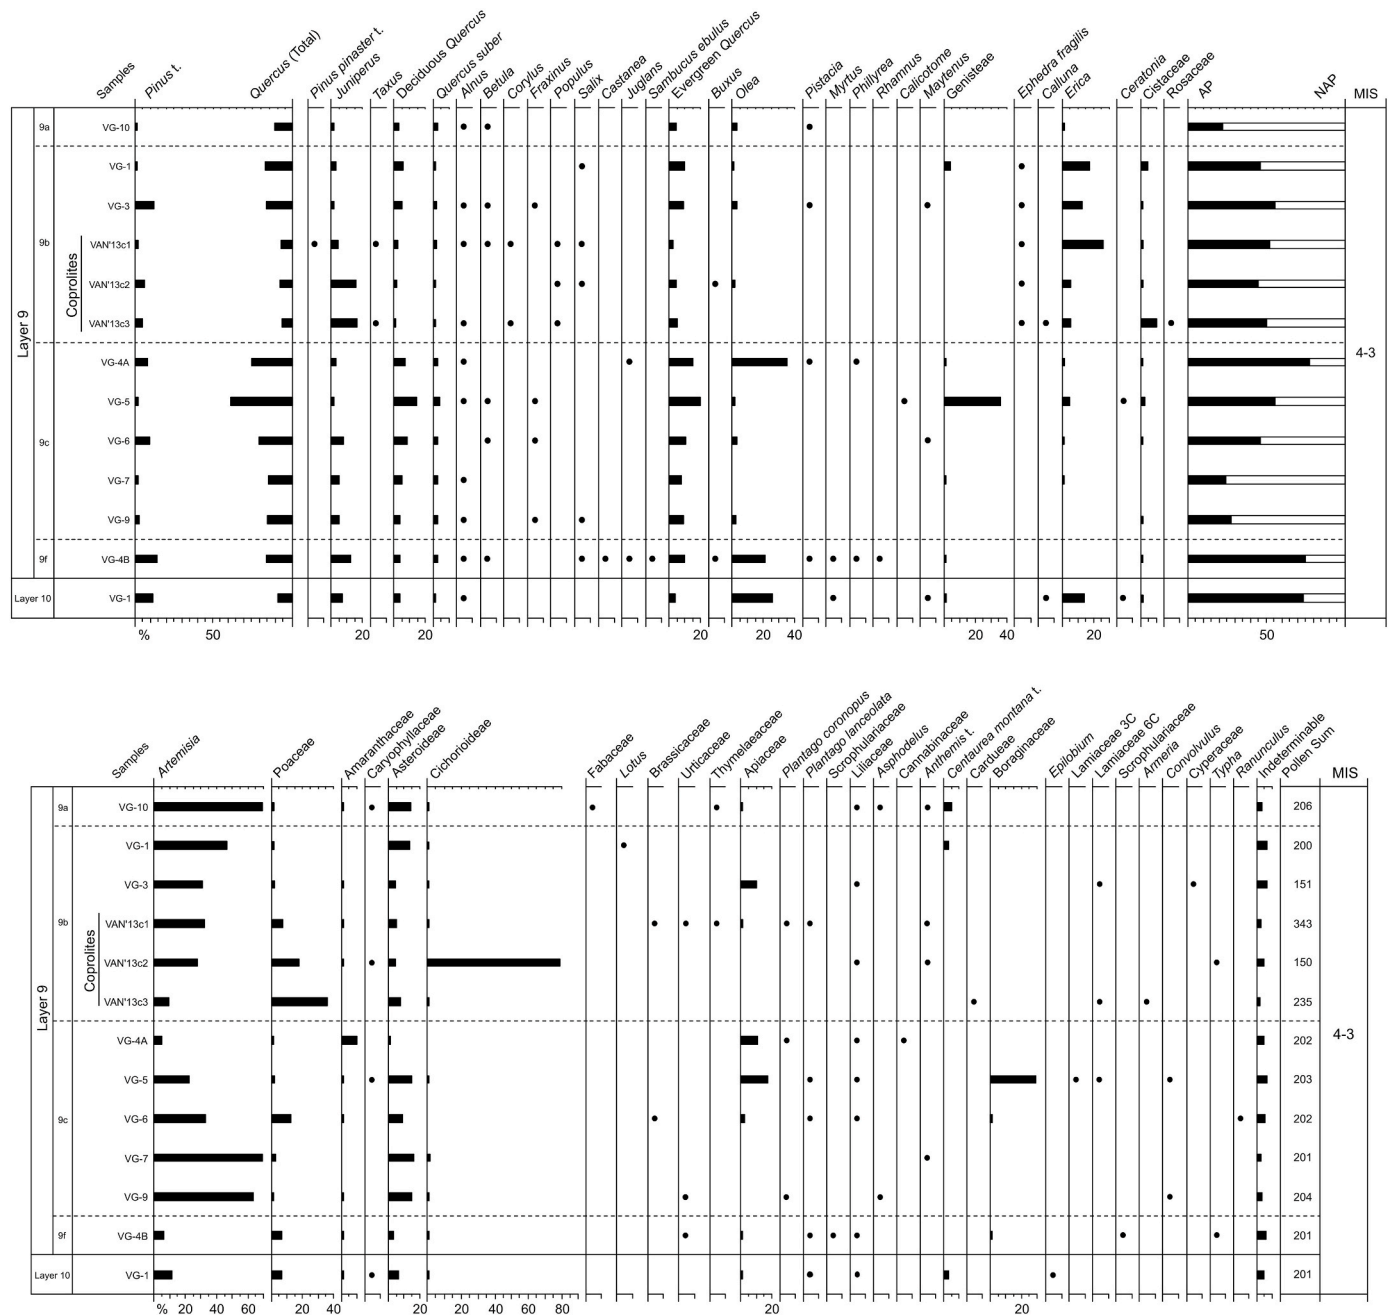 Samples Pinus t. Quercus (Total) Pinus pinaster t. Juniperus Taxus Deciduous Quercus Quercus suber Alnus Betula Corylus Fraxinus Populus Salix Castanea Juglans Sambucus ebulus Evergreen Quercus Buxus Olea Pistacia Myrtus Phillyrea Rhamnus Calicotome Maytenus Genisteae Ephedra fragilis Calluna Erica Ceratonia Cistaceae Rosaceae AP NAP MIS
Layer 9
9a VG-10
VG-1
VG-3
9b VAN'13c1
Coprolites
VAN'13c2
VAN'13c3
4-3
VG-4A
VG-5
9c VG-6
VG-7
VG-9
9f VG-4B
Layer 10 VG-1
% 50 20 20 20 20 40 20 40 20 50
Samples Artemisia Poaceae Amaranthaceae Caryophyllaceae Asteroideae Cichorioideae Fabaceae Lotus Brassicaceae Urticaceae Thymelaeaceae Apiaceae Plantago coronopus Plantago lanceolata Scrophulariaceae Liliaceae Asphodelus Cannabinaceae Anthemis t. Centaurea montana t. Cardueae Boraginaceae Epilobium Lamiaceae 3C Lamiaceae 6C Scrophulariaceae Armeria Convolvulus Cyperaceae Typha Ranunculus Indeterminable Pollen Sum MIS
Layer 9
9a VG-10 206
VG-1 200
VG-3 151
9b VAN'13c1 343
Coprolites
VAN'13c2 150
VAN'13c3 235
4-3
VG-4A 202
VG-5 203
9c VG-6 202
VG-7 201
VG-9 204
9f VG-4B 201
Layer 10 VG-1 201
% 20 40 60 20 40 20 20 40 60 80 20 20